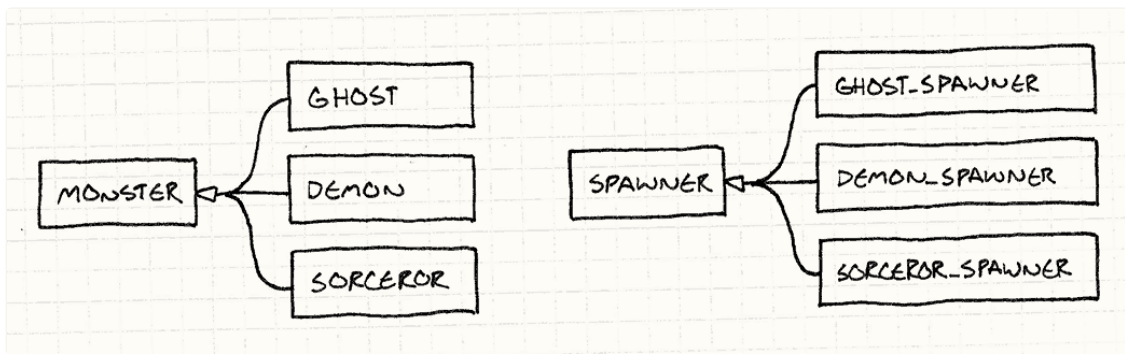 MONSTER
GHOST
DEMON
SORCEROR
SPAWNER
GHOST_SPAWNER
DEMON_SPAWNER
SORCEROR_SPAWNER